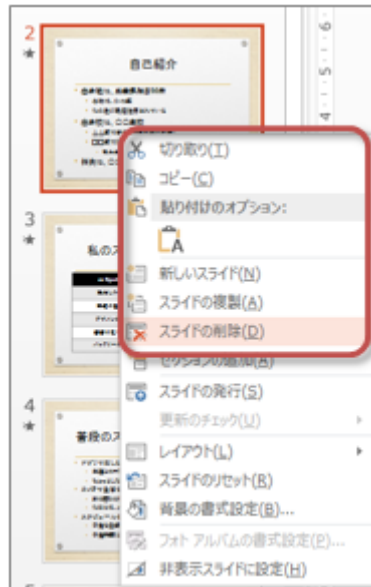 2
自己紹介
3
私のス
4
普段のス
6
5
4
切り取り(T)
コピー(C)
貼り付けのオプション:
A
新しいスライド(N)
スライドの複製(A)
スライドの削除(D)
セクションの追加(A)
スライドの発行(S)
更新のチェック(U)
レイアウト(L)
スライドのリセット(R)
背景の書式設定(B)...
フォト アルバムの書式設定(P)...
非表示スライドに設定(H)